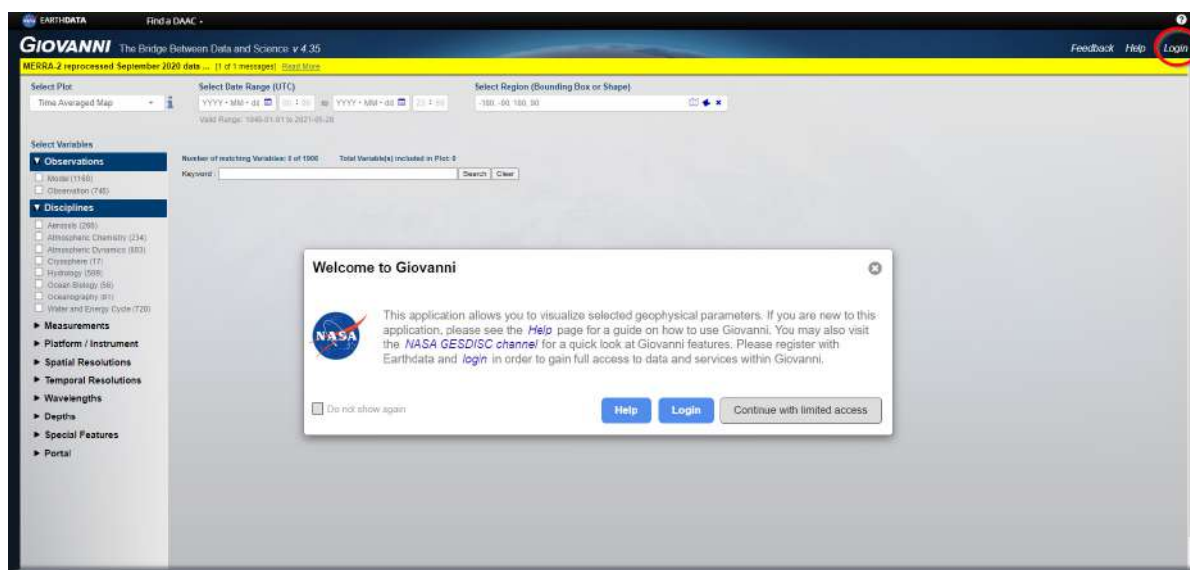 EARTHDATA Find a DAAC
GIOVANNI The Bridge Between Data and Science v 4.35
Feedback Help Login
MERRA-2 reprocessed September 2020 data ... [1 of 1 messages] Read More
Select Plot
Select Date Range (UTC)
Select Region (Bounding Box or Shape)
Time Averaged Map
YYYY - MM - dd
to
YYYY - MM - dd
-180, -90, 180, 90
Valid Range: 1948-01-01 to
Select Variables
Observations
Model (1160)
Observation (745)
Disciplines
Aerosols
Atmospheric Chemistry (234)
Atmospheric Dynamics
Cryosphere (17)
Hydrology
Ocean Biology (56)
Oceanography
Water and Energy Cycle (720)
Measurements
Platform / Instrument
Spatial Resolutions
Temporal Resolutions
Wavelengths
Depths
Special Features
Portal
Number of matching Variables: 0 of 1900 Total Variable(s) included in Plot: 0
Keyword :
Search Clear
Welcome to Giovanni
NASA
This application allows you to visualize selected geophysical parameters. If you are new to this
application, please see the Help page for a guide on how to use Giovanni. You may also visit
the NASA GESDISC channel for a quick look at Giovanni features. Please register with
Earthdata and login in order to gain full access to data and services within Giovanni.
Do not show again
Help Login Continue with limited access